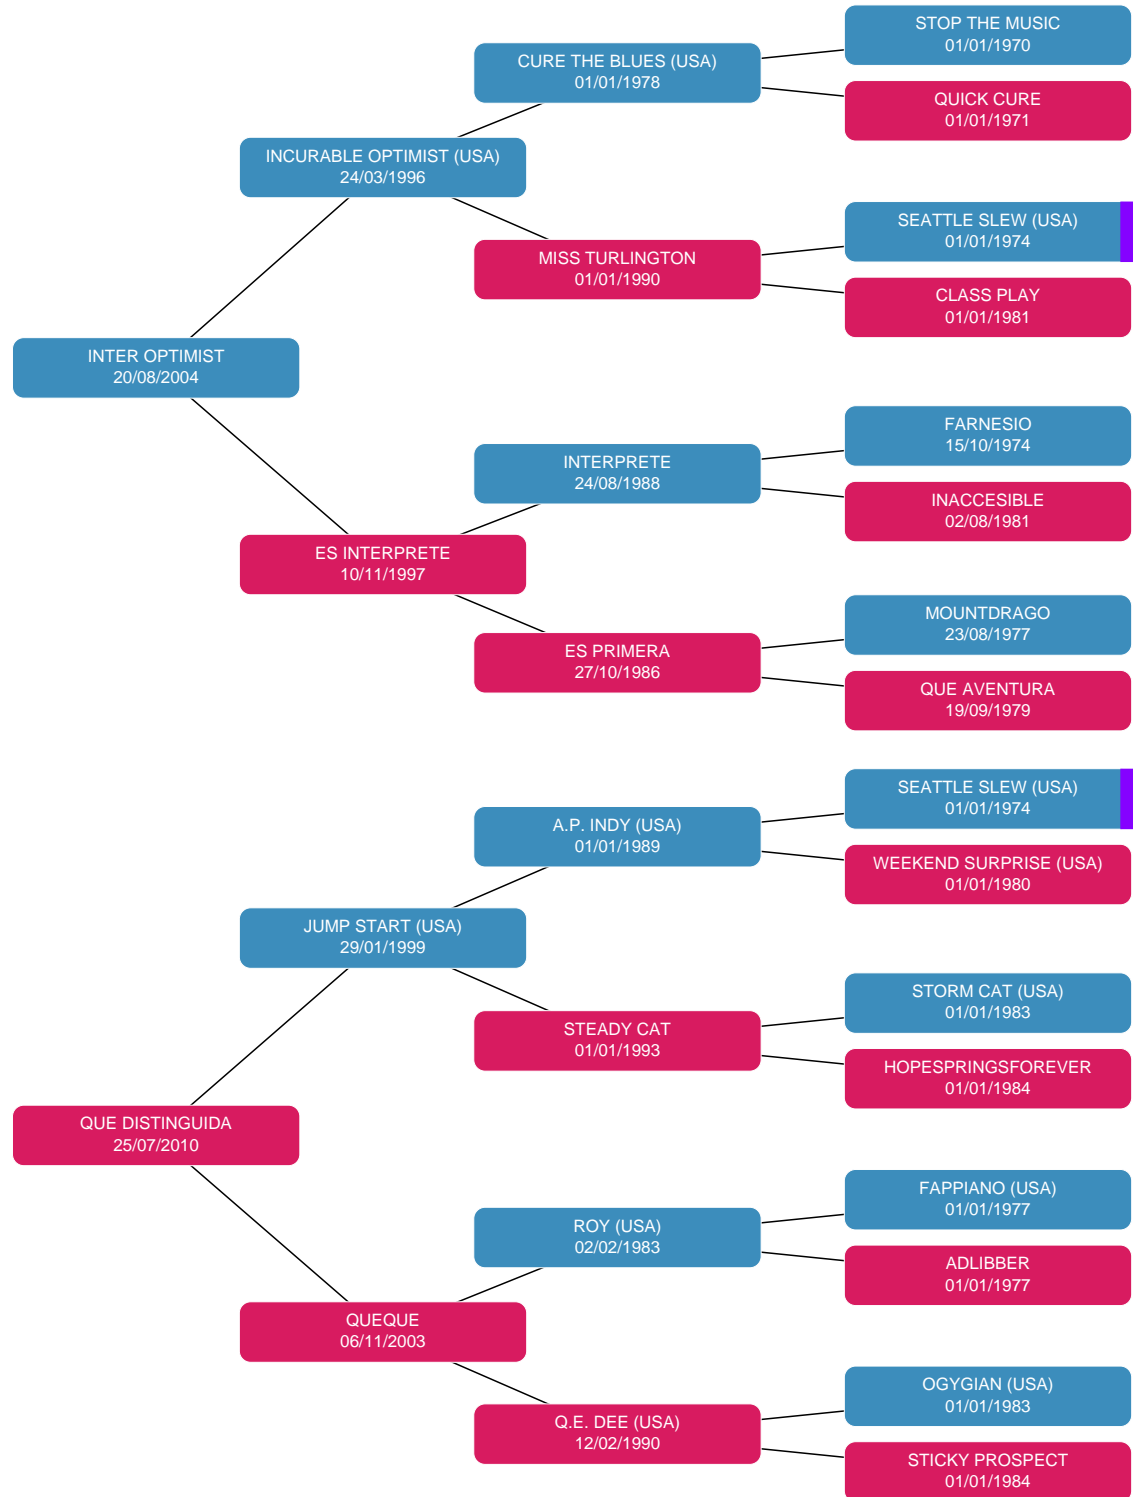 STOP THE MUSIC
01/01/1970
CURE THE BLUES (USA)
01/01/1978
QUICK CURE
01/01/1971
INCURABLE OPTIMIST (USA)
24/03/1996
SEATTLE SLEW (USA)
01/01/1974
MISS TURLINGTON
01/01/1990
CLASS PLAY
01/01/1981
INTER OPTIMIST
20/08/2004
FARNESIO
15/10/1974
INTERPRETE
24/08/1988
INACCESIBLE
02/08/1981
ES INTERPRETE
10/11/1997
MOUNTDRAGO
23/08/1977
ES PRIMERA
27/10/1986
QUE AVENTURA
19/09/1979
SEATTLE SLEW (USA)
01/01/1974
A.P. INDY (USA)
01/01/1989
WEEKEND SURPRISE (USA)
01/01/1980
JUMP START (USA)
29/01/1999
STORM CAT (USA)
01/01/1983
STEADY CAT
01/01/1993
HOPESPRINGSFOREVER
01/01/1984
QUE DISTINGUIDA
25/07/2010
FAPPIANO (USA)
01/01/1977
ROY (USA)
02/02/1983
ADLIBBER
01/01/1977
QUEQUE
06/11/2003
OGYGIAN (USA)
01/01/1983
Q.E. DEE (USA)
12/02/1990
STICKY PROSPECT
01/01/1984